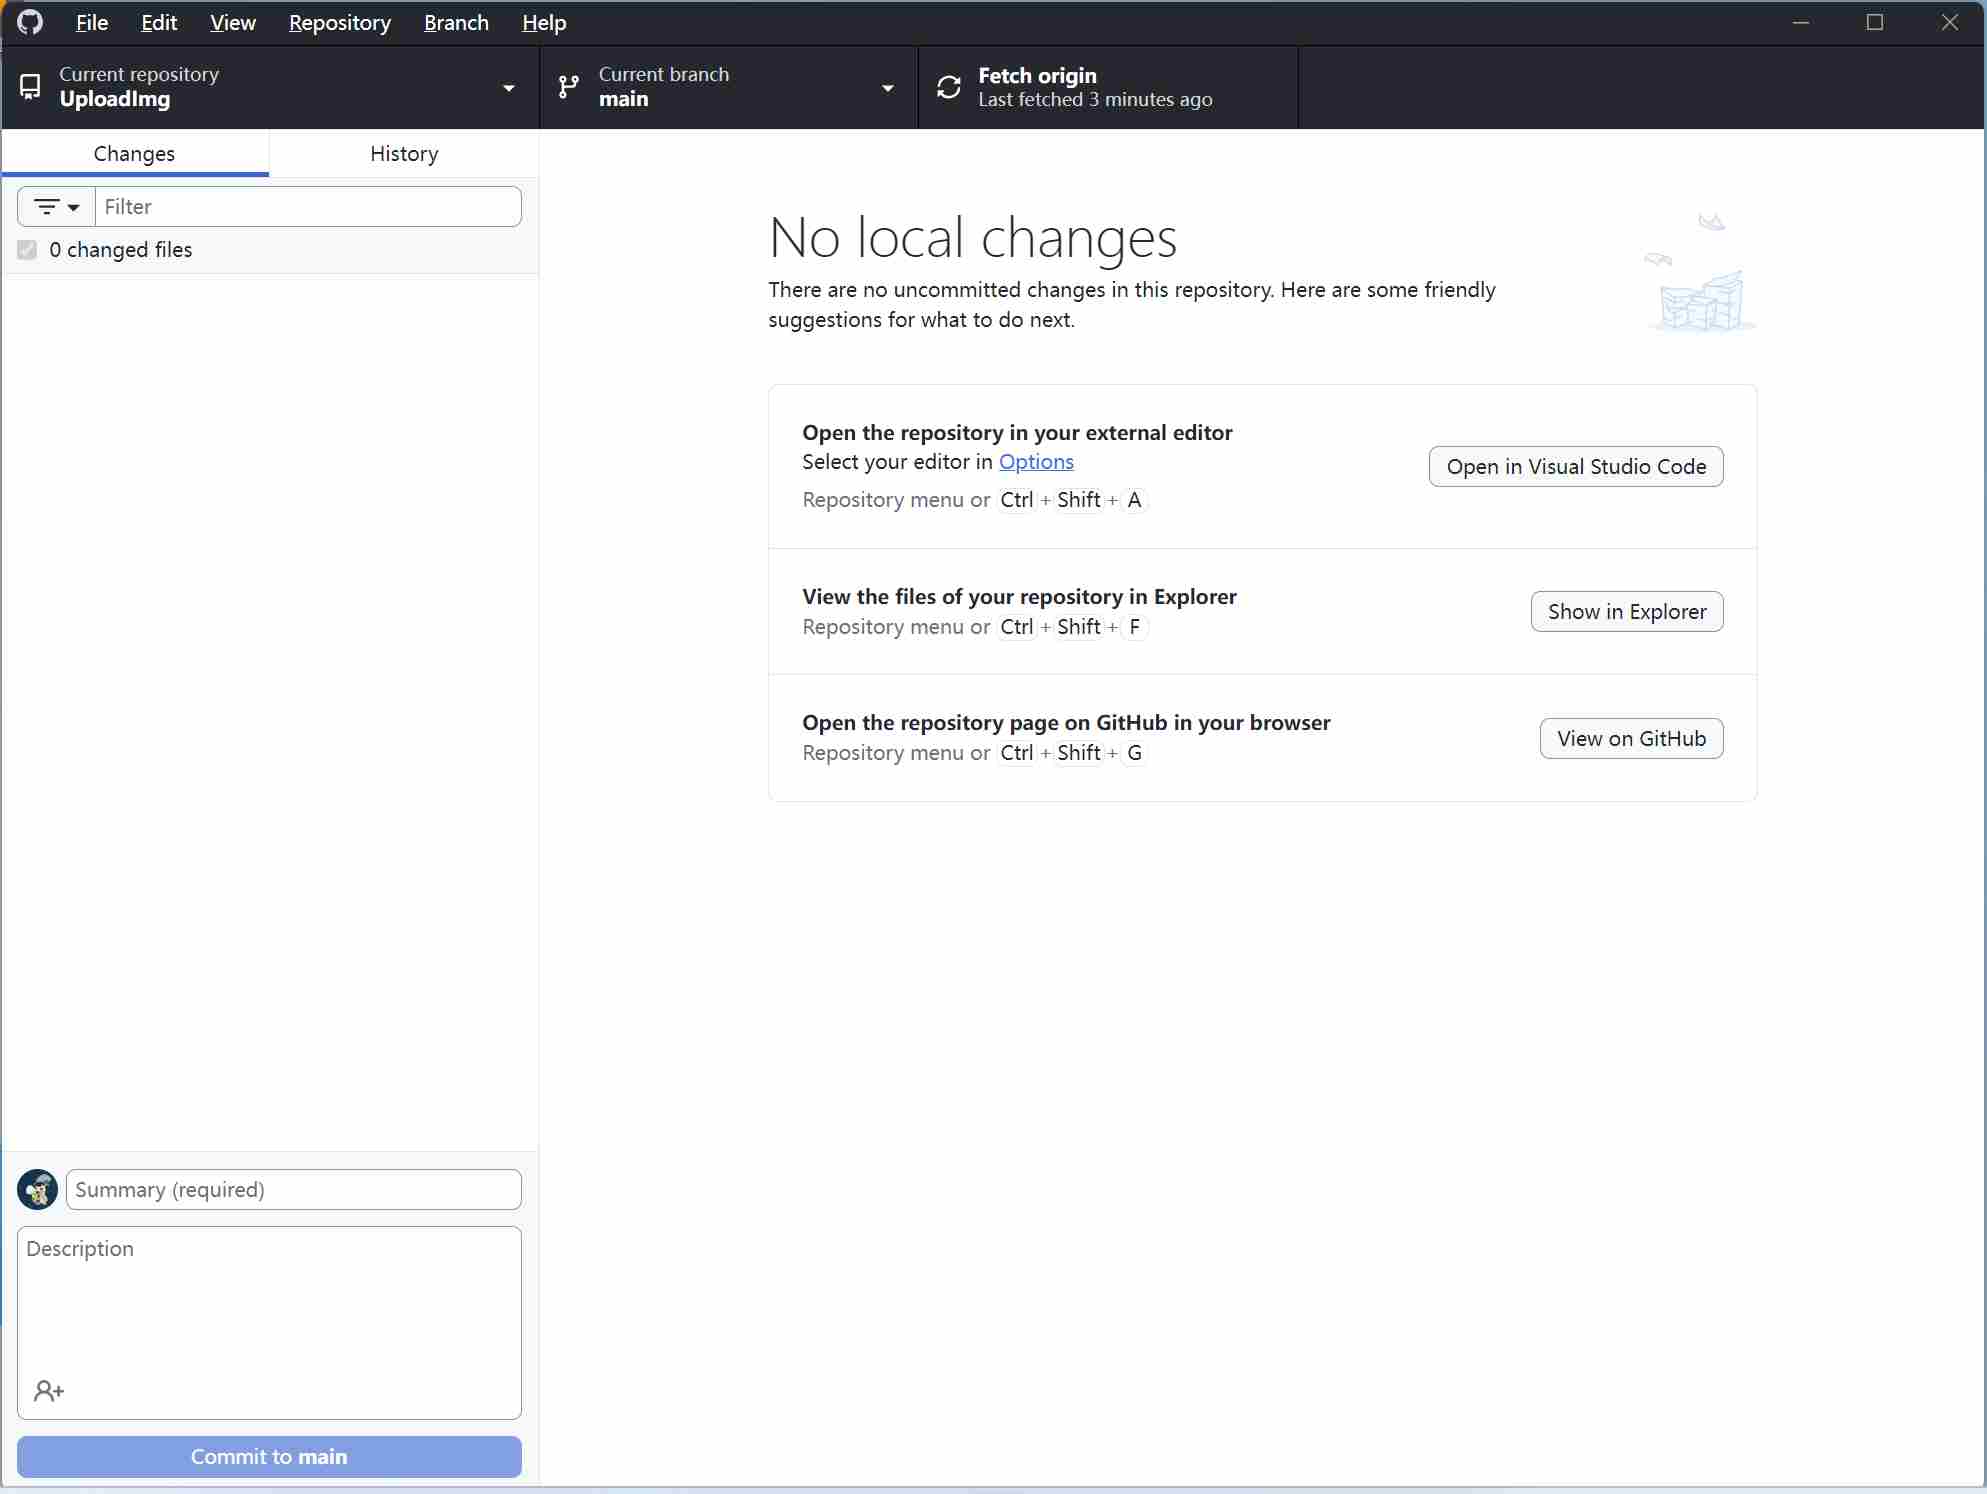 File Edit View Repository Branch Help
Current repository
UploadImg
Current branch
main
Fetch origin
Last fetched 3 minutes ago
Changes
History
Filter
0 changed files
No local changes
There are no uncommitted changes in this repository. Here are some friendly
suggestions for what to do next.
Open the repository in your external editor
Select your editor in Options
Repository menu or Ctrl + Shift + A
Open in Visual Studio Code
View the files of your repository in Explorer
Repository menu or Ctrl + Shift + F
Show in Explorer
Open the repository page on GitHub in your browser
Repository menu or Ctrl + Shift + G
View on GitHub
Summary (required)
Description
Commit to main